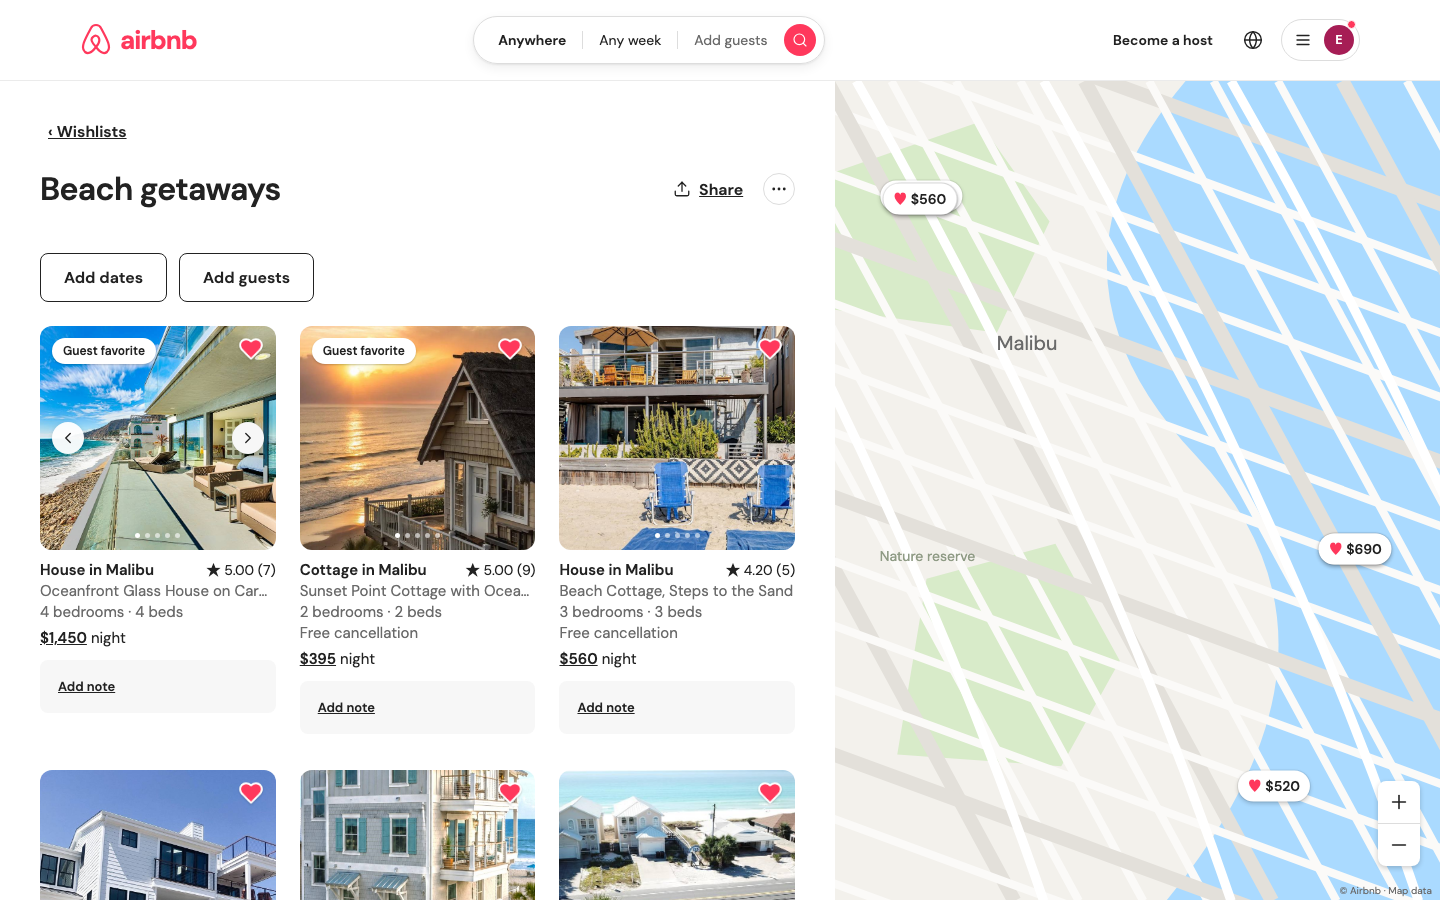 airbnb
Anywhere
Any week
Add guests
Become a host
E
‹ Wishlists
Beach getaways
Share
Add dates
Add guests
Guest favorite
House in Malibu
5.00 (7)
Oceanfront Glass House on Car…
4 bedrooms · 4 beds
$1,450 night
Add note
Guest favorite
Cottage in Malibu
5.00 (9)
Sunset Point Cottage with Ocea…
2 bedrooms · 2 beds
Free cancellation
$395 night
Add note
House in Malibu
4.20 (5)
Beach Cottage, Steps to the Sand
3 bedrooms · 3 beds
Free cancellation
$560 night
Add note
$560
Malibu
Nature reserve
$690
$520
© Airbnb · Map data